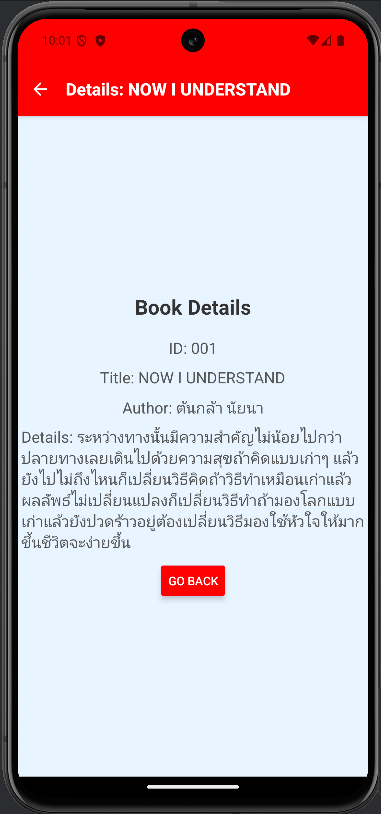 10:01
Details: NOW I UNDERSTAND
Book Details
ID: 001
Title: NOW I UNDERSTAND
Author: ตันกล้า นัยนา
Details: ระหว่างทางนั้นมีความสำคัญไม่น้อยไปกว่า
ปลายทางเลยเดินไปด้วยความสุขถ้าคิดแบบเก่าๆ แล้ว
ยังไปไม่ถึงไหนก็เปลี่ยนวิธีคิดถ้าวิธีทำเหมือนเก่าแล้ว
ผลลัพธ์ไม่เปลี่ยนแปลงก็เปลี่ยนวิธีทำถ้ามองโลกแบบ
เก่าแล้วยังปวดร้าวอยู่ต้องเปลี่ยนวิธีมองใช้หัวใจให้มาก
ขึ้นชีวิตจะง่ายขึ้น
GO BACK